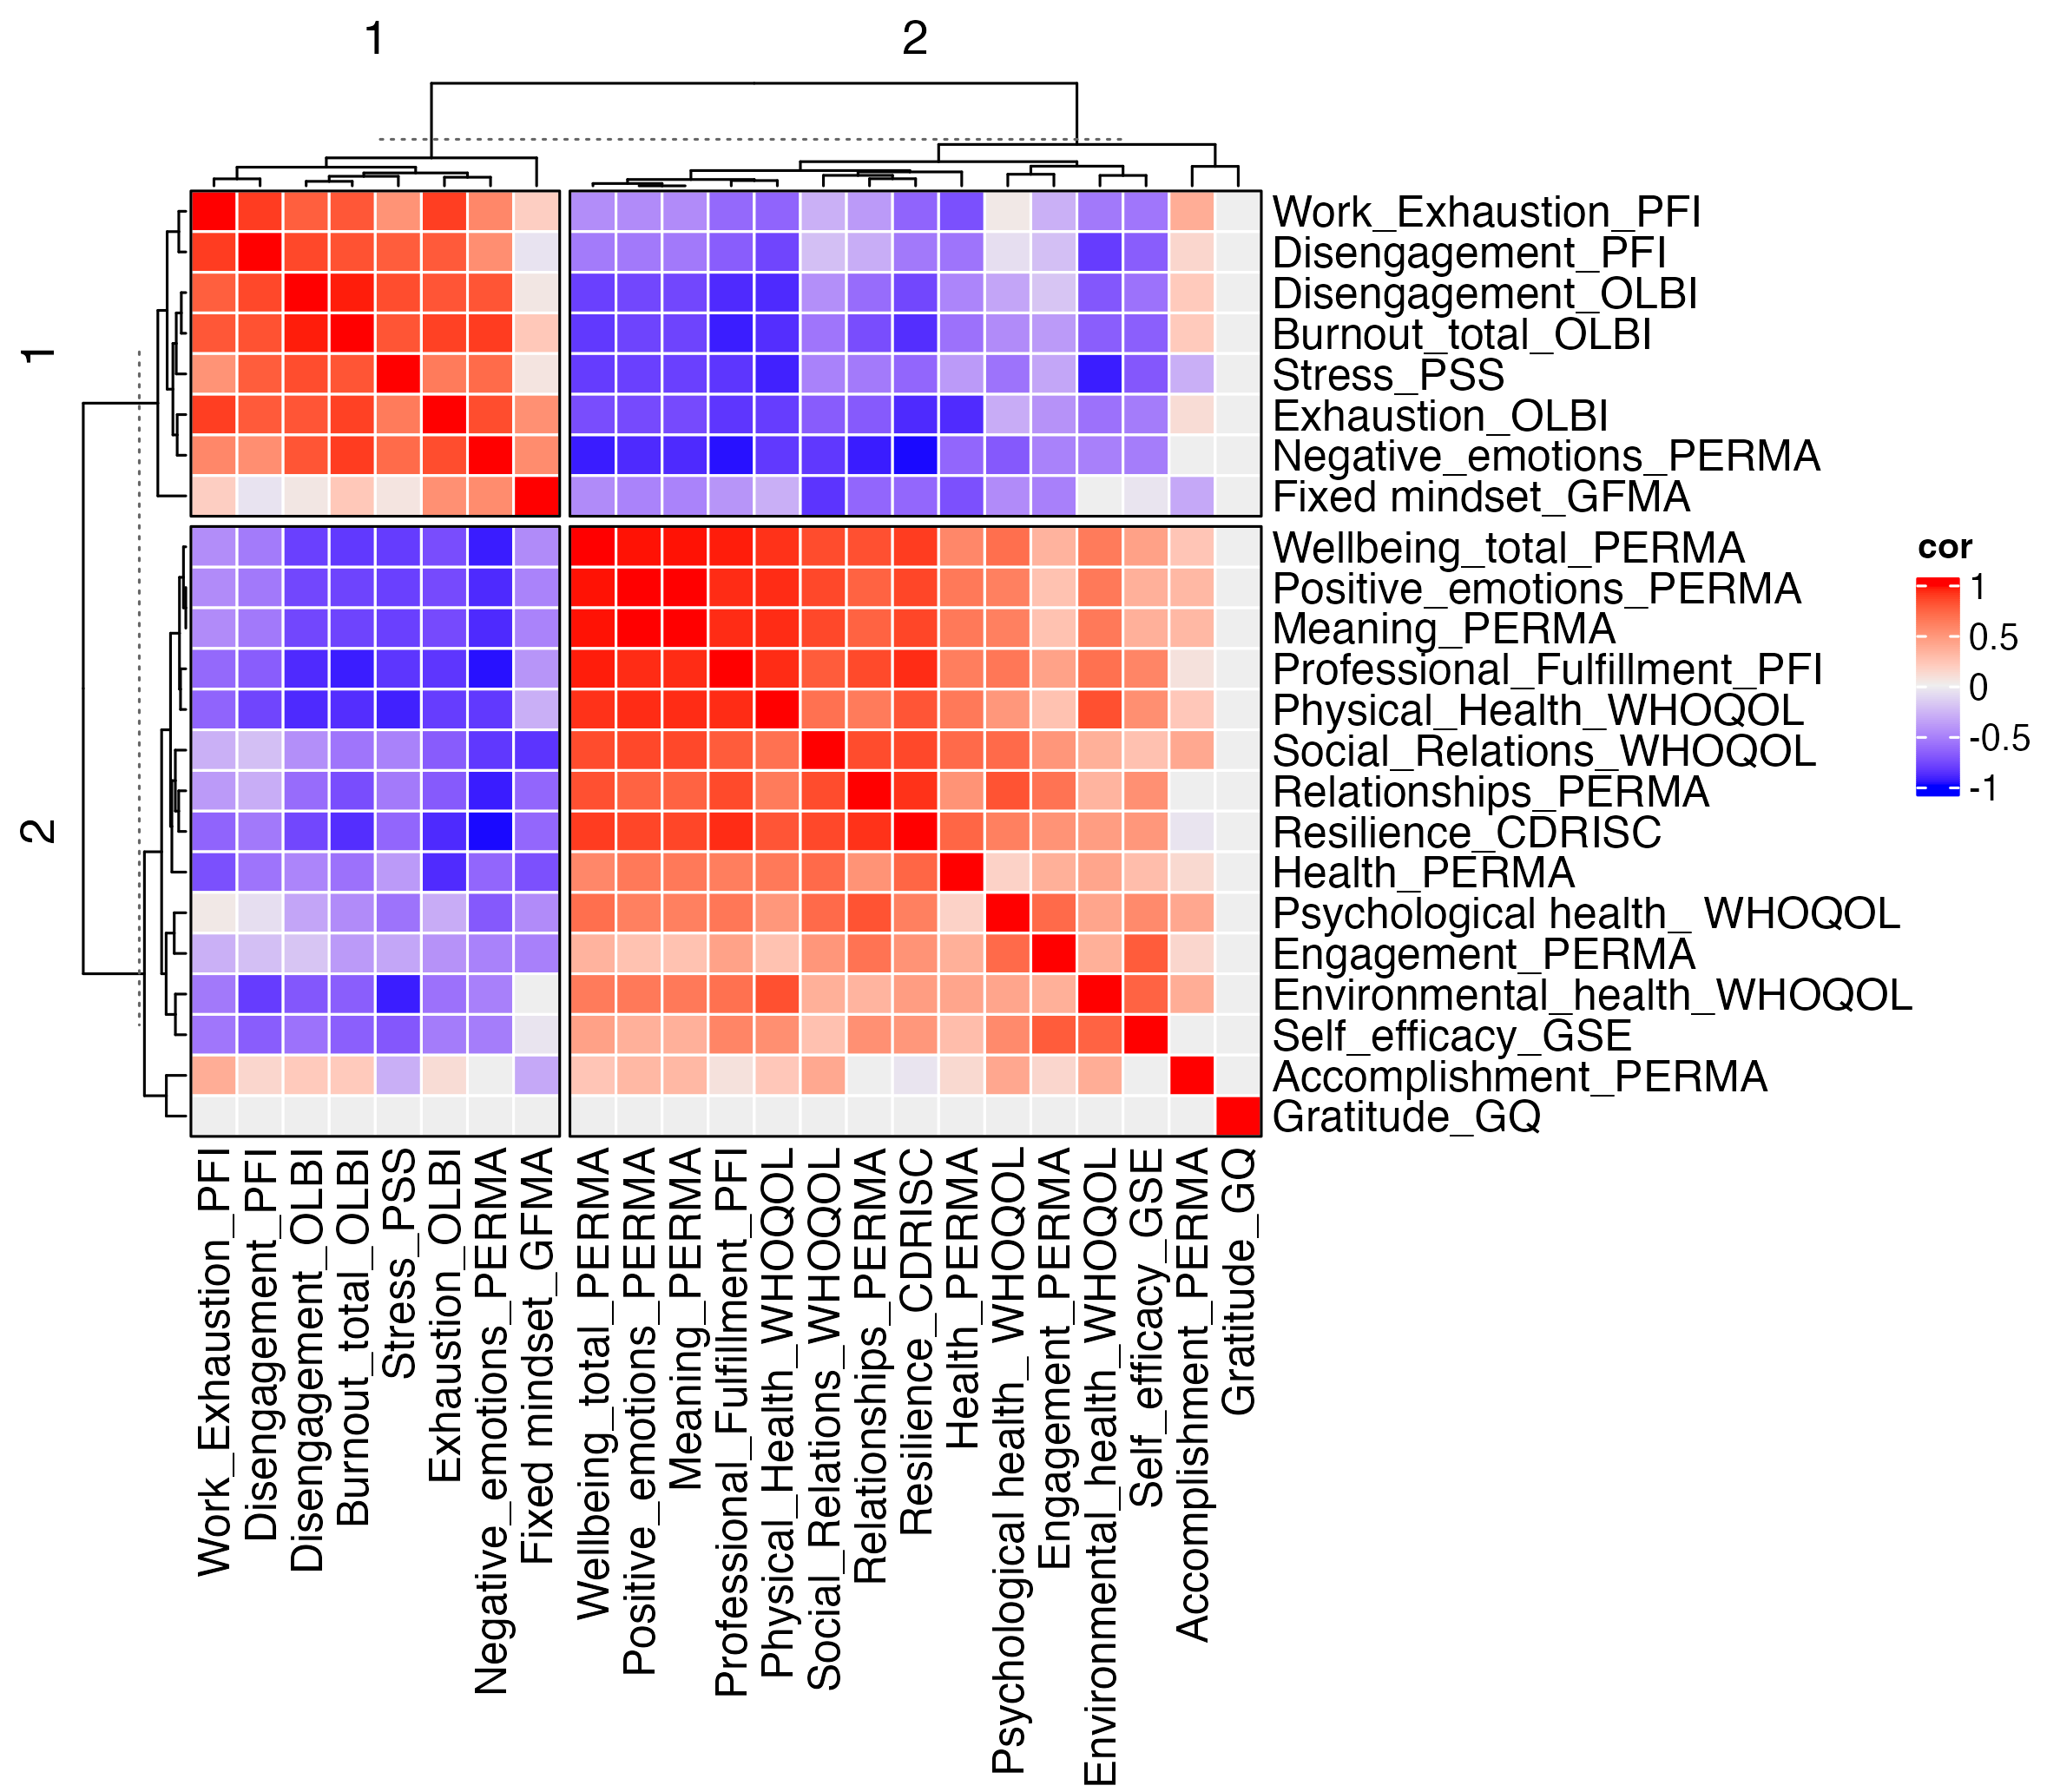 1
2
1
2
Work_Exhaustion_PFI
Disengagement_PFI
Disengagement_OLBI
Burnout_total_OLBI
Stress_PSS
Exhaustion_OLBI
Negative_emotions_PERMA
Fixed mindset_GFMA
Wellbeing_total_PERMA
Positive_emotions_PERMA
Meaning_PERMA
Professional_Fulfillment_PFI
Physical_Health_WHOQOL
Social_Relations_WHOQOL
Relationships_PERMA
Resilience_CDRISC
Health_PERMA
Psychological health_ WHOQOL
Engagement_PERMA
Environmental_health_WHOQOL
Self_efficacy_GSE
Accomplishment_PERMA
Gratitude_GQ
cor
1
0.5
0
-0.5
-1
Work_Exhaustion_PFI
Disengagement_PFI
Disengagement_OLBI
Burnout_total_OLBI
Stress_PSS
Exhaustion_OLBI
Negative_emotions_PERMA
Fixed mindset_GFMA
Wellbeing_total_PERMA
Positive_emotions_PERMA
Meaning_PERMA
Professional_Fulfillment_PFI
Physical_Health_WHOQOL
Social_Relations_WHOQOL
Relationships_PERMA
Resilience_CDRISC
Health_PERMA
Psychological health_ WHOQOL
Engagement_PERMA
Environmental_health_WHOQOL
Self_efficacy_GSE
Accomplishment_PERMA
Gratitude_GQ